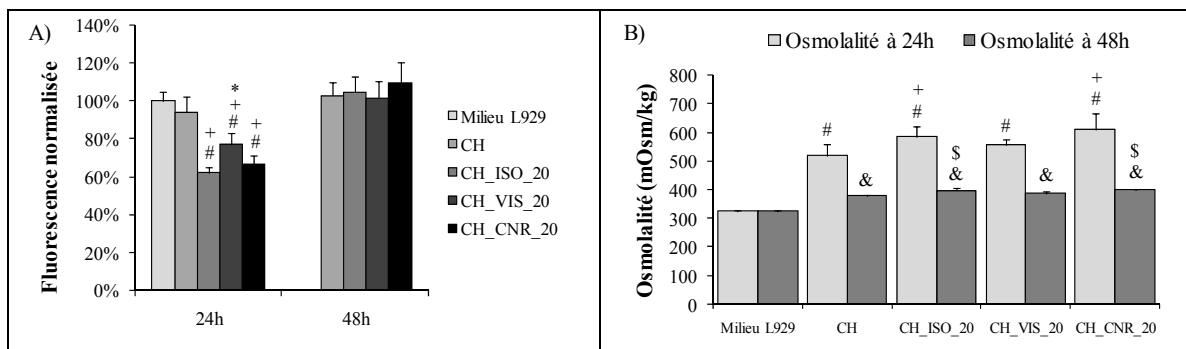 A)
140%
120%
100%
80%
60%
40%
20%
0%
Fluorescence normalisée
+
#
*
+
#
+
#
24h
48h
Milieu L929
CH
CH_ISO_20
CH_VIS_20
CH_CNR_20
B)
Osmolalité à 24h
Osmolalité à 48h
800
700
600
500
400
300
200
100
0
Osmolalité (mOsm/kg)
#
&
+
#
$
&
#
&
+
#
$
&
Milieu L929
CH
CH_ISO_20
CH_VIS_20
CH_CNR_20